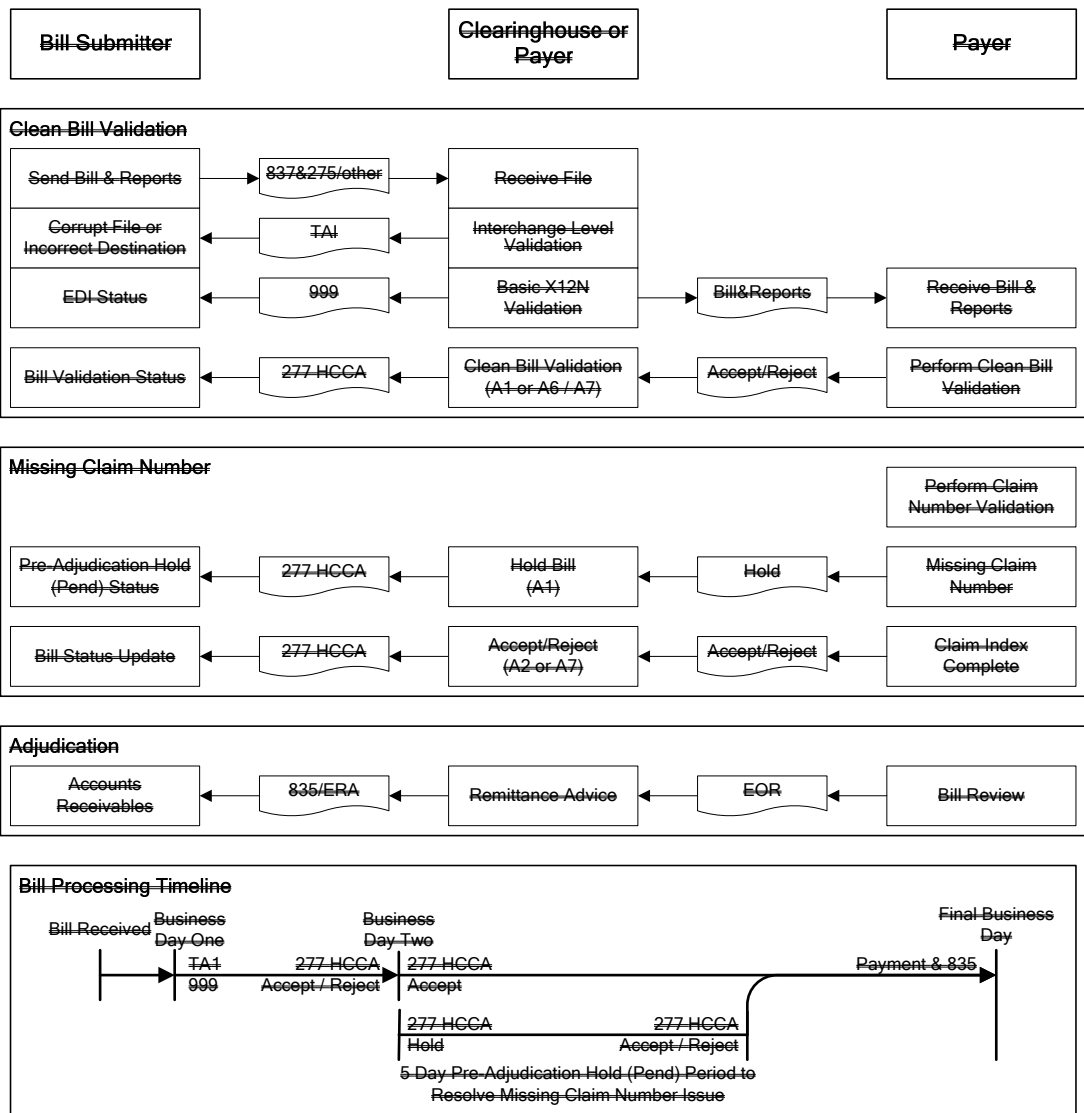 Bill Submitter
Clearinghouse or
Payer
Payer
Clean Bill Validation
Send Bill & Reports
837&275/other
Receive File
Corrupt File or
Incorrect Destination
TAI
Interchange Level
Validation
EDI Status
999
Basic X12N
Validation
Bill&Reports
Receive Bill &
Reports
Bill Validation Status
277 HCCA
Clean Bill Validation
(A1 or A6 / A7)
Accept/Reject
Perform Clean Bill
Validation
Missing Claim Number
Perform Claim
Number Validation
Pre-Adjudication Hold
(Pend) Status
277 HCCA
Hold Bill
(A1)
Hold
Missing Claim
Number
Bill Status Update
277 HCCA
Accept/Reject
(A2 or A7)
Accept/Reject
Claim Index
Complete
Adjudication
Accounts
Receivables
835/ERA
Remittance Advice
EOR
Bill Review
Bill Processing Timeline
Bill Received
Business
Day One
Business
Day Two
Final Business
Day
TA1
999
277 HCCA
Accept / Reject
277 HCCA
Accept
Payment & 835
277 HCCA
Hold
277 HCCA
Accept / Reject
5 Day Pre-Adjudication Hold (Pend) Period to
Resolve Missing Claim Number Issue